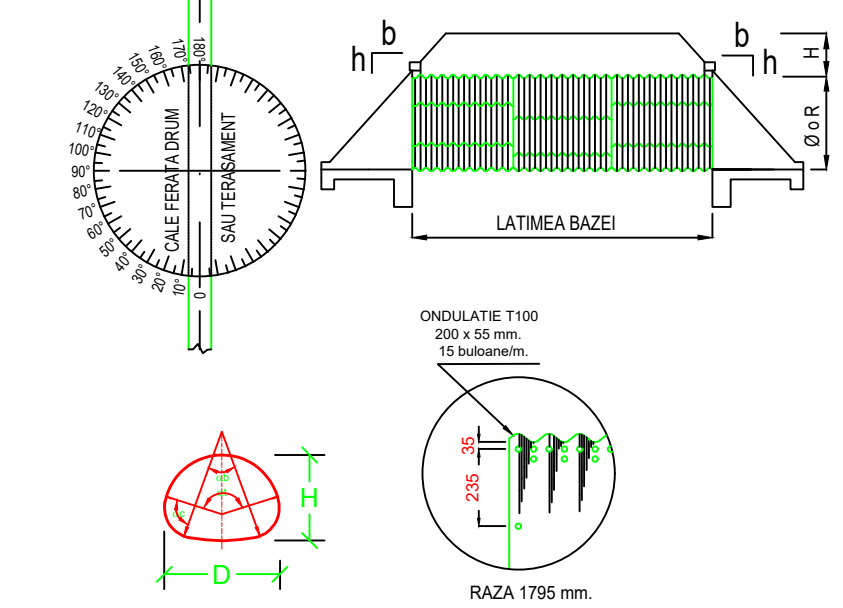 180°
170°
160°
150°
140°
130°
120°
110°
100°
90°
80°
70°
60°
50°
40°
30°
20°
10°
0
CALE FERATA DRUM
SAU TERASAMENT
b
h
b
h
H
Ø o R
LATIMEA BAZEI
ONDULATIE T100
200 x 55 mm.
15 buloane/m.
35
235
RAZA 1795 mm.
H
D